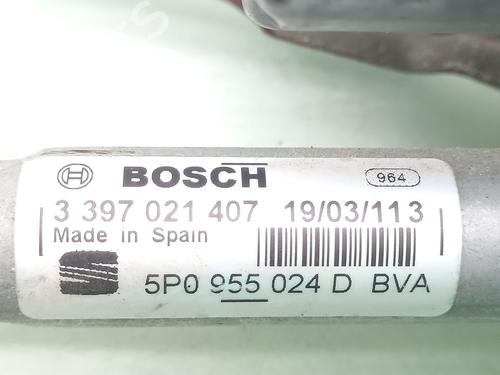 BOSCH 964
3 397 021 407 19/03/113
Made in Spain
5P0 955 024 D BVA